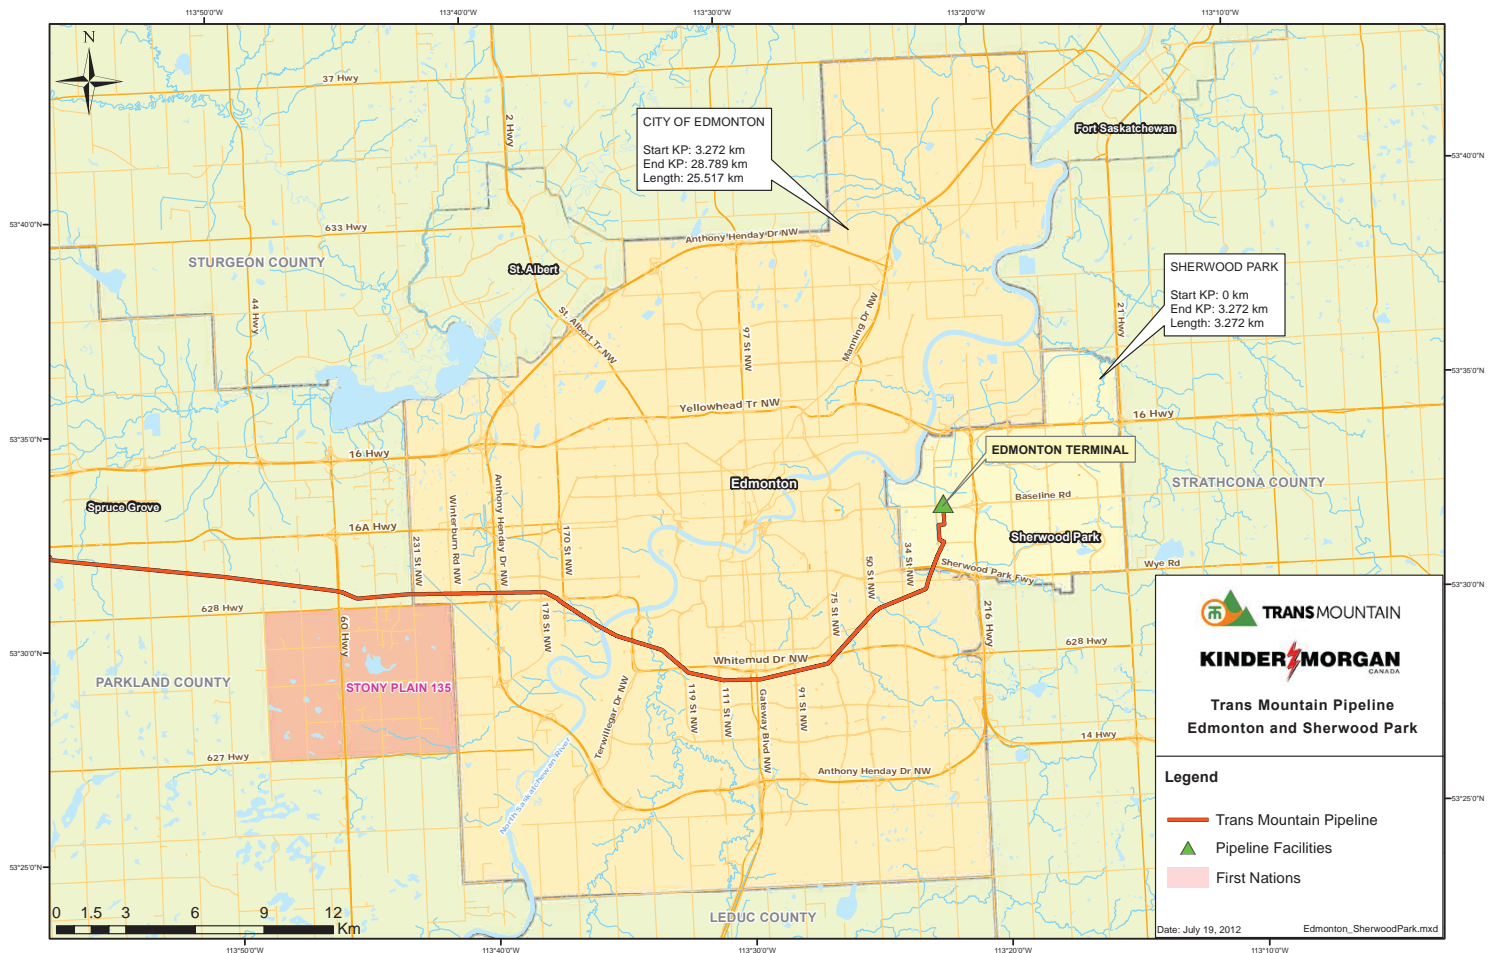 113°50'0"W
113°40'0"W
113°30'0"W
113°20'0"W
113°10'0"W
N
37 Hwy
2 Hwy
CITY OF EDMONTON
Start KP: 3.272 km
End KP: 28.789 km
Length: 25.517 km
Fort Saskatchewan
53°40'0"N
53°40'0"N
633 Hwy
Anthony Henday Dr NW
STURGEON COUNTY
St. Albert
SHERWOOD PARK
Start KP: 0 km
End KP: 3.272 km
Length: 3.272 km
44 Hwy
St. Albert Tr NW
97 St NW
Manning Dr NW
21 Hwy
53°35'0"N
Yellowhead Tr NW
16 Hwy
53°35'0"N
16 Hwy
EDMONTON TERMINAL
Edmonton
STRATHCONA COUNTY
Spruce Grove
Winterburn Rd NW
Anthony Henday Dr NW
Baseline Rd
16A Hwy
231 St NW
170 St NW
Sherwood Park
34 St NW
50 St NW
Sherwood Park Fwy
Wye Rd
53°30'0"N
628 Hwy
60 Hwy
178 St NW
75 St NW
216 Hwy
628 Hwy
53°30'0"N
Whitemud Dr NW
PARKLAND COUNTY
STONY PLAIN 135
Terwillegar Dr NW
119 St NW
111 St NW
Gateway Blvd NW
91 St NW
14 Hwy
627 Hwy
Anthony Henday Dr NW
North Saskatchewan River
53°25'0"N
53°25'0"N
LEDUC COUNTY
TRANSMOUNTAIN
KINDER MORGAN
CANADA
Trans Mountain Pipeline
Edmonton and Sherwood Park
Legend
Trans Mountain Pipeline
Pipeline Facilities
First Nations
Date: July 19, 2012
Edmonton_SherwoodPark.mxd
0 1.5 3 6 9 12
Km
113°50'0"W
113°40'0"W
113°30'0"W
113°20'0"W
113°10'0"W